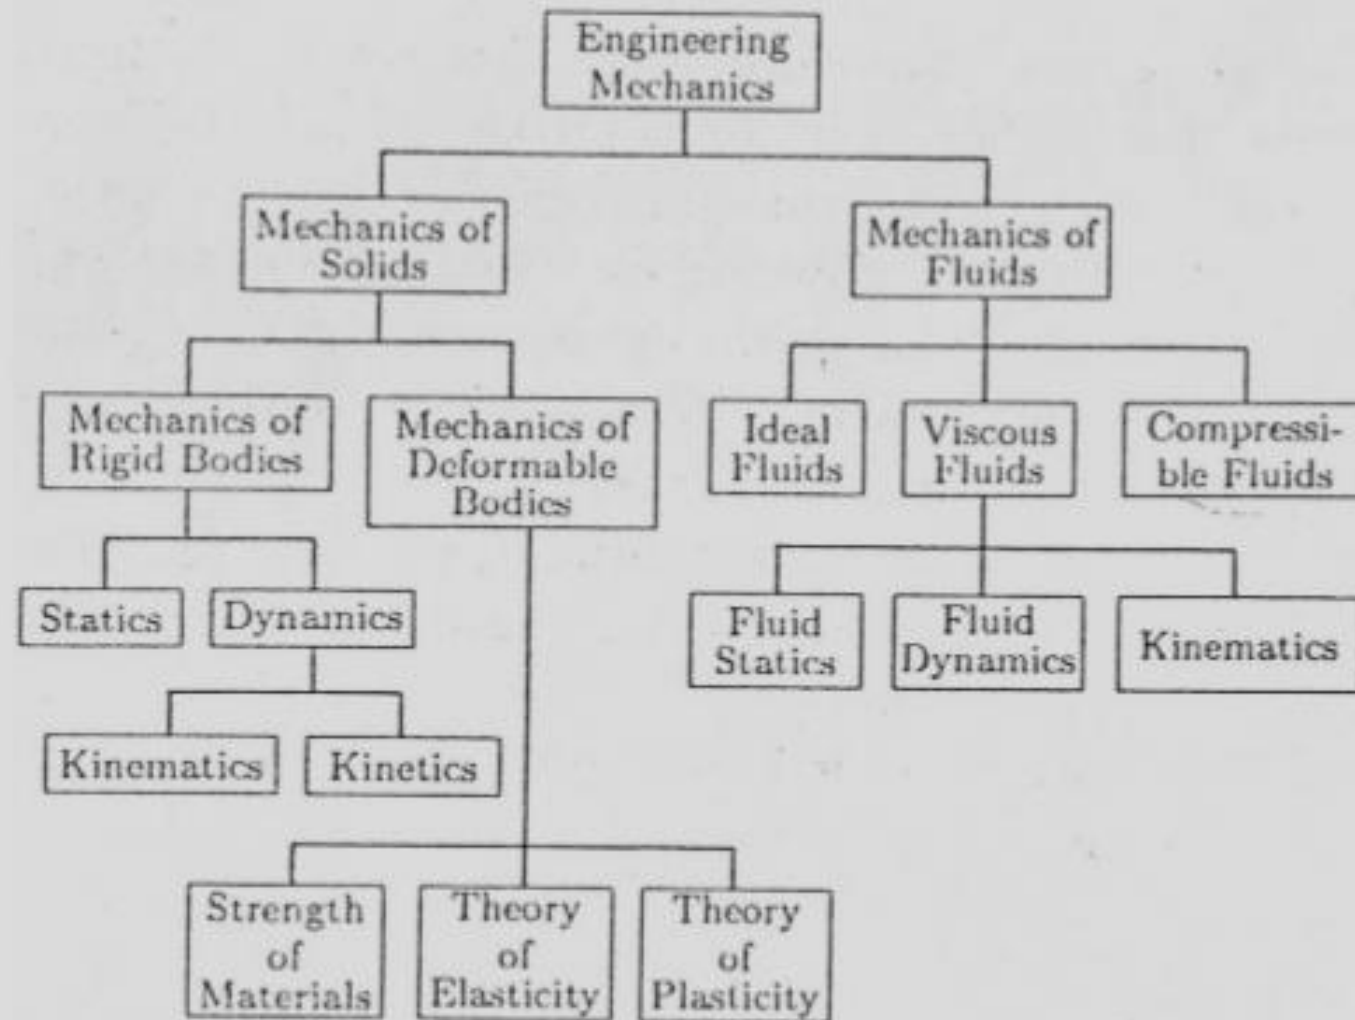 Engineering
Mechanics
Mechanics of
Solids
Mechanics of
Fluids
Mechanics of
Rigid Bodies
Mechanics of
Deformable
Bodies
Ideal
Fluids
Viscous
Fluids
Compressi-
ble Fluids
Statics
Dynamics
Fluid
Statics
Fluid
Dynamics
Kinematics
Kinematics
Kinetics
Strength
of
Materials
Theory
of
Elasticity
Theory
of
Plasticity